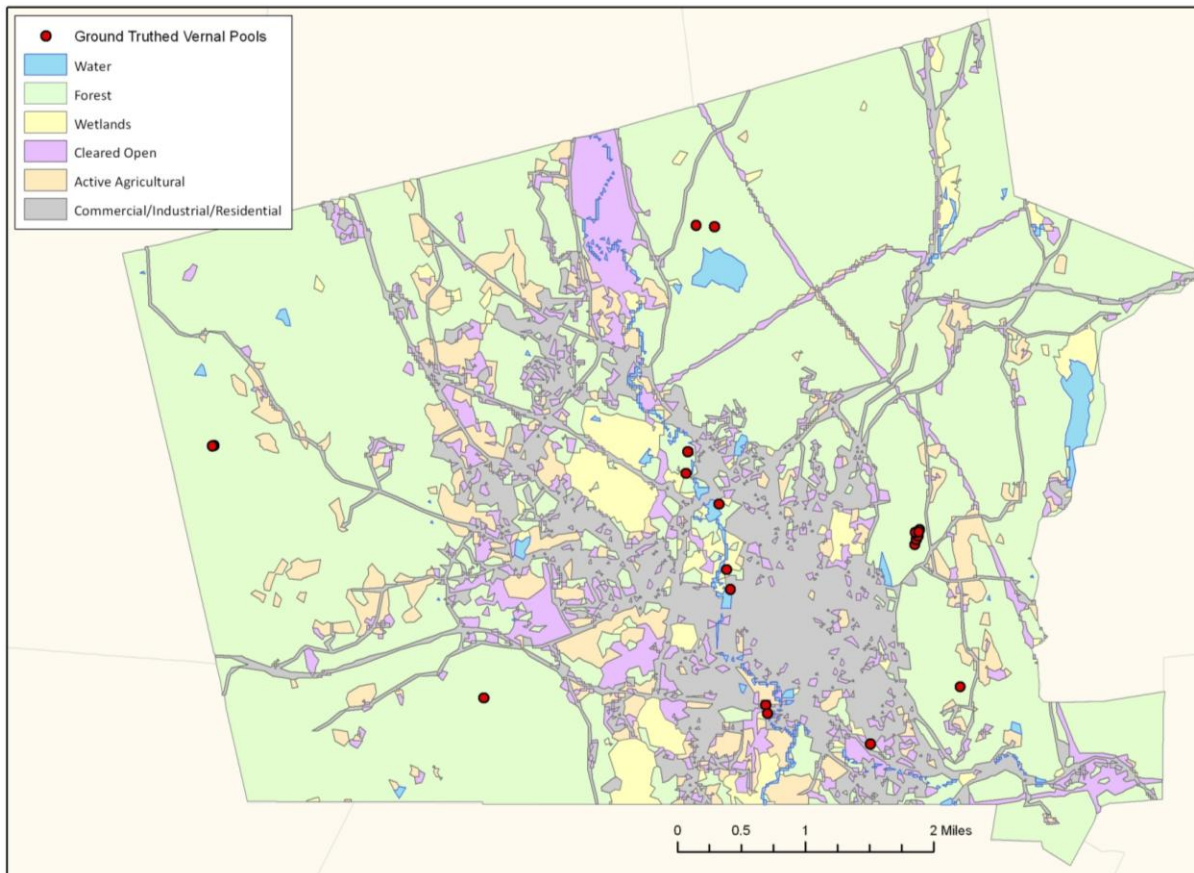 Ground Truthed Vernal Pools
Water
Forest
Wetlands
Cleared Open
Active Agricultural
Commercial/Industrial/Residential
0 0.5 1 2 Miles